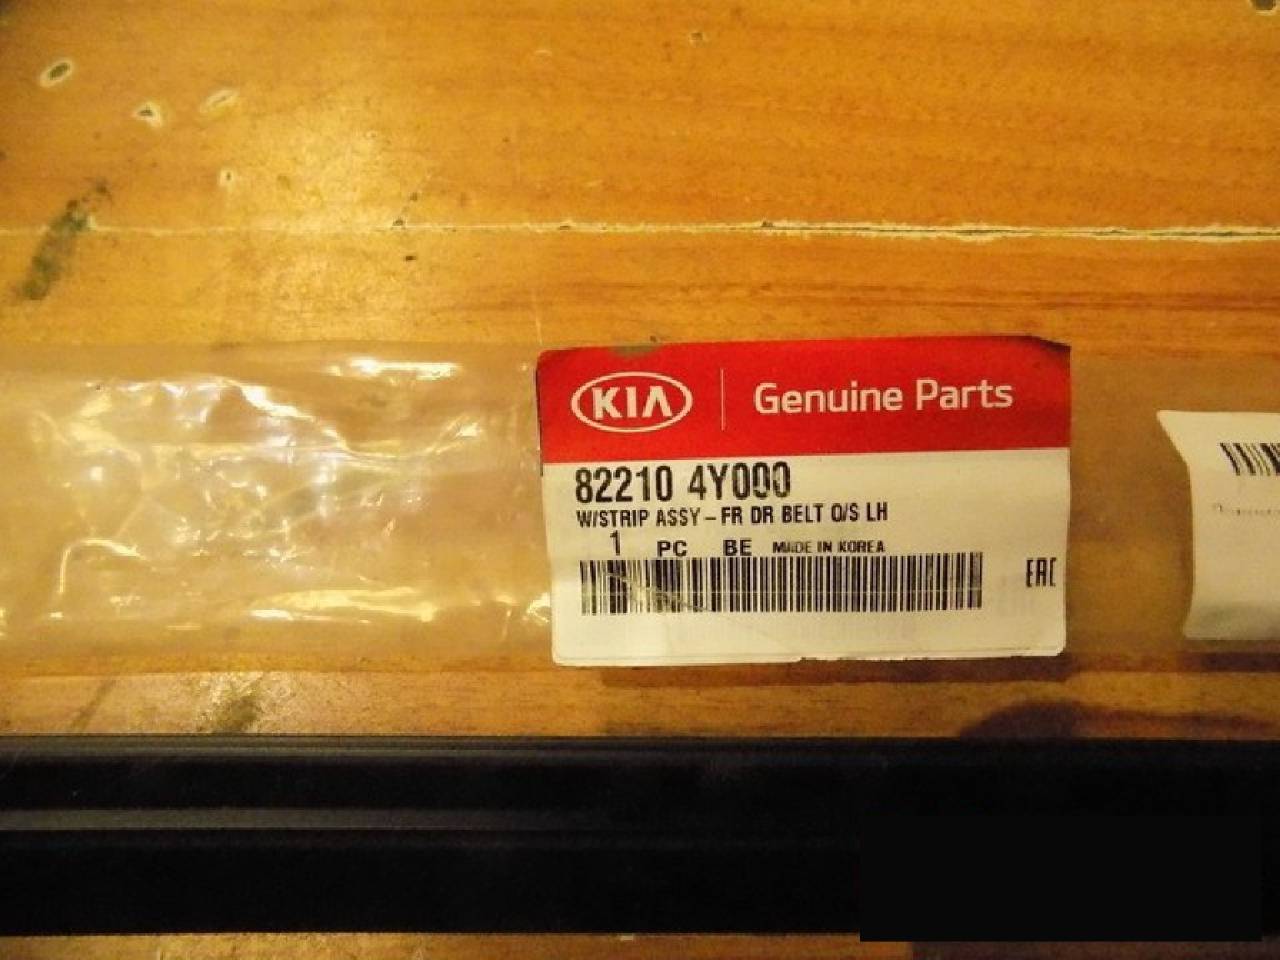 KIA Genuine Parts
82210 4Y000
W/STRIP ASSY-FR DR BELT O/S LH
1 PC BE MADE IN KOREA
EAC